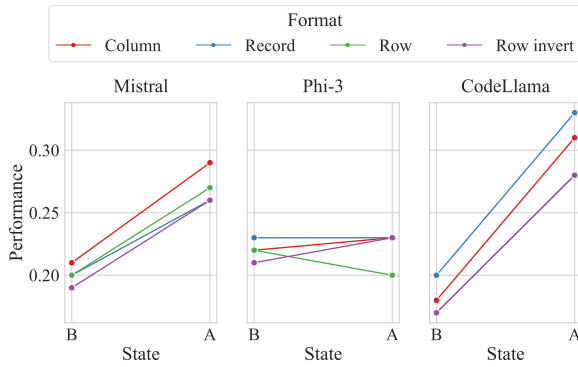 Format
Column Record Row Row invert
Mistral Phi-3 CodeLlama
Performance
0.30
0.25
0.20
B A B A B A
State State State